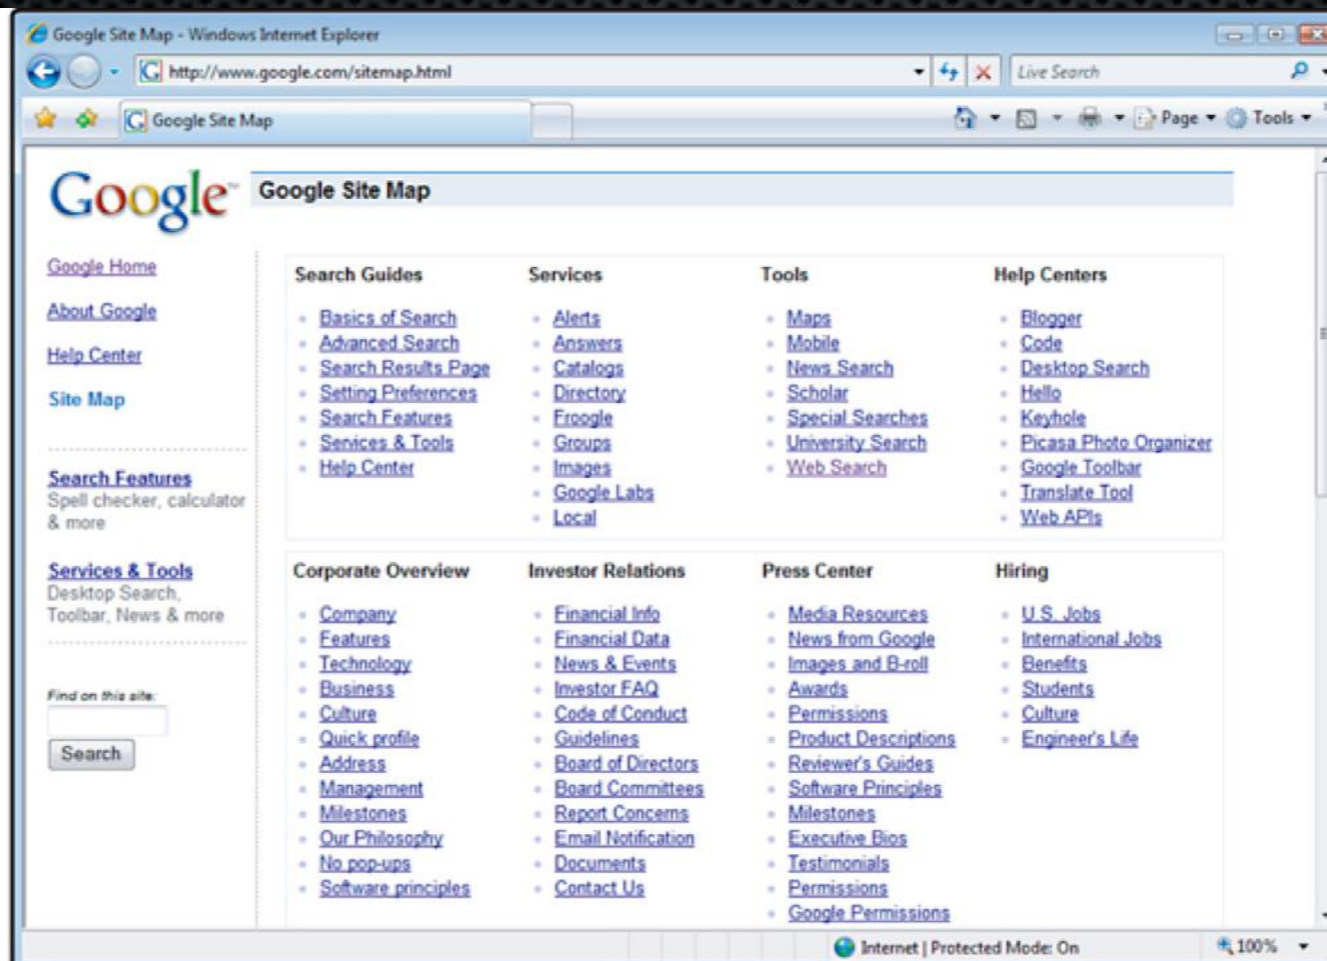 Google Site Map - Windows Internet Explorer
http://www.google.com/sitemap.html
Live Search
Google Site Map
Page
Tools
Google™
Google Site Map
Google Home
About Google
Help Center
Site Map
Search Features
Spell checker, calculator
& more
Services & Tools
Desktop Search,
Toolbar, News & more
Find on this site:
Search
Search Guides
Basics of Search
Advanced Search
Search Results Page
Setting Preferences
Search Features
Services & Tools
Help Center
Services
Alerts
Answers
Catalogs
Directory
Froogle
Groups
Images
Google Labs
Local
Tools
Maps
Mobile
News Search
Scholar
Special Searches
University Search
Web Search
Help Centers
Blogger
Code
Desktop Search
Hello
Keyhole
Picasa Photo Organizer
Google Toolbar
Translate Tool
Web APIs
Corporate Overview
Company
Features
Technology
Business
Culture
Quick profile
Address
Management
Milestones
Our Philosophy
No pop-ups
Software principles
Investor Relations
Financial Info
Financial Data
News & Events
Investor FAQ
Code of Conduct
Guidelines
Board of Directors
Board Committees
Report Concerns
Email Notification
Documents
Contact Us
Press Center
Media Resources
News from Google
Images and B-roll
Awards
Permissions
Product Descriptions
Reviewer's Guides
Software Principles
Milestones
Executive Bios
Testimonials
Permissions
Google Permissions
Hiring
U.S. Jobs
International Jobs
Benefits
Students
Culture
Engineer's Life
Internet | Protected Mode: On
100%